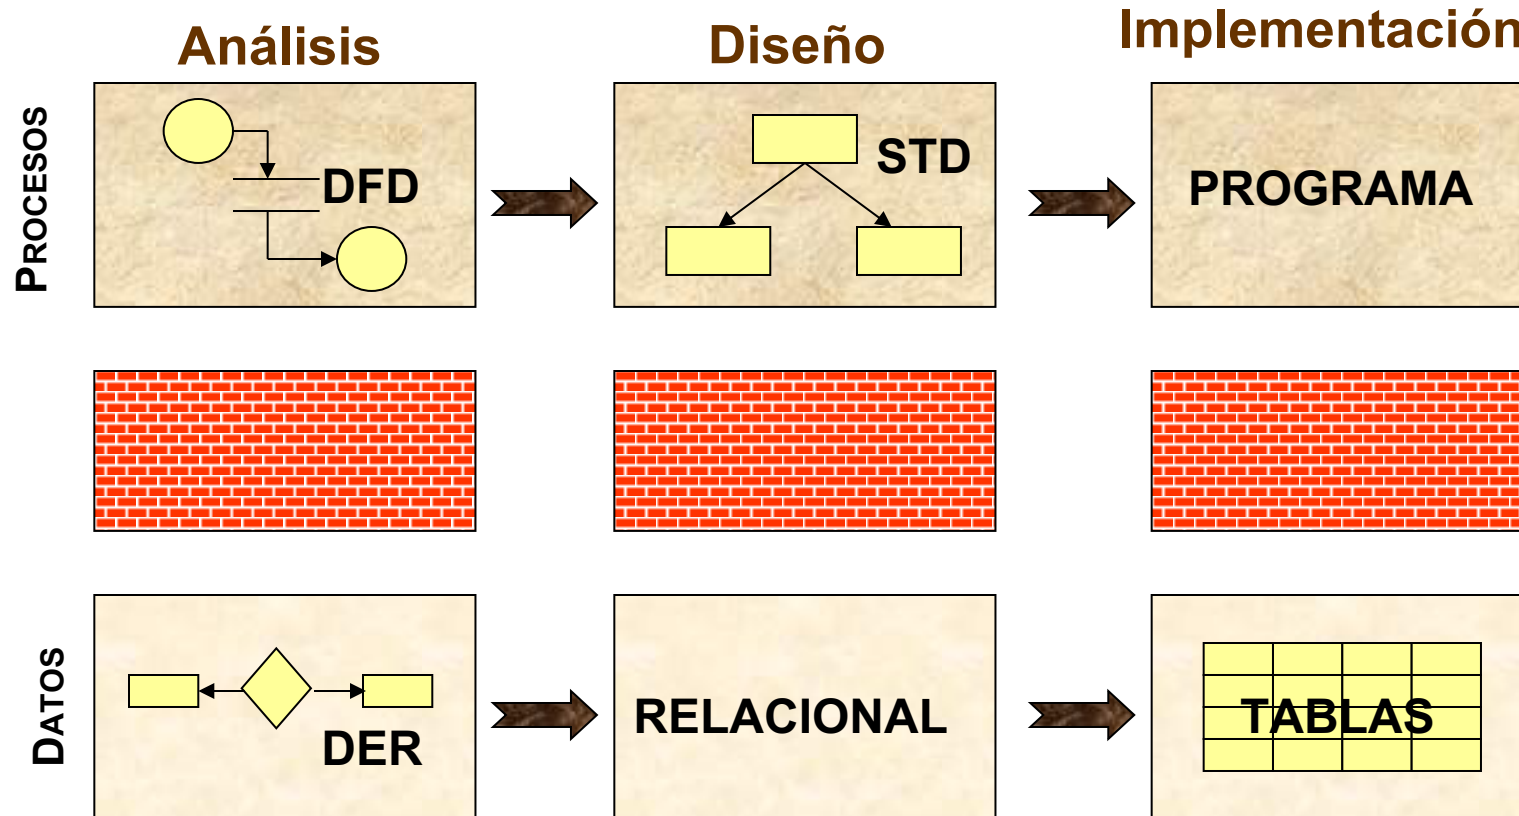 Análisis
Diseño
Implementación
PROCESOS
DFD
STD
PROGRAMA
DATOS
DER
RELACIONAL
TABLAS